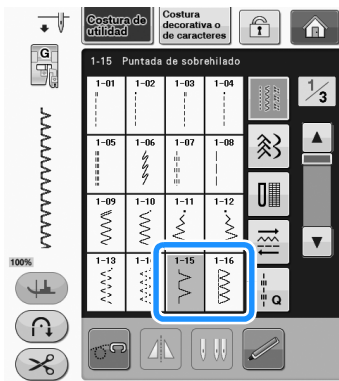 Costura de
utilidad
Costura
decorativa o
de caracteres
G
1-15 Puntada de sobrehilado
1-01 1-02 1-03 1-04
1/3
1-05 1-06 1-07 1-08
1-09 1-10 1-11 1-12
100%
1-13 1-15 1-16
Q